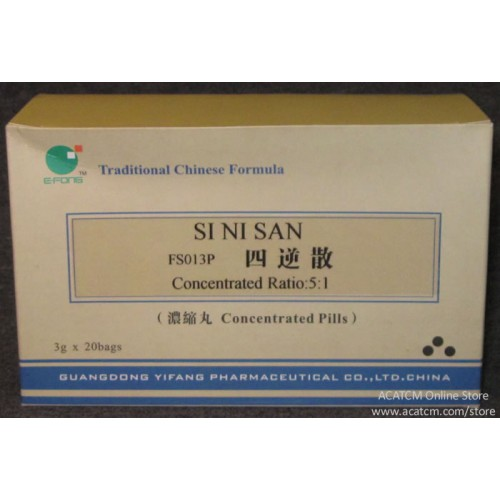 E-FONG TM
Traditional Chinese Formula
SI NI SAN
FS013P 四逆散
Concentrated Ratio:5:1
(濃縮丸 Concentrated Pills)
3g x 20bags
GUANGDONG YIFANG PHARMACEUTICAL CO.,LTD.CHINA
ACATCM Online Store
www.acatcm.com/store